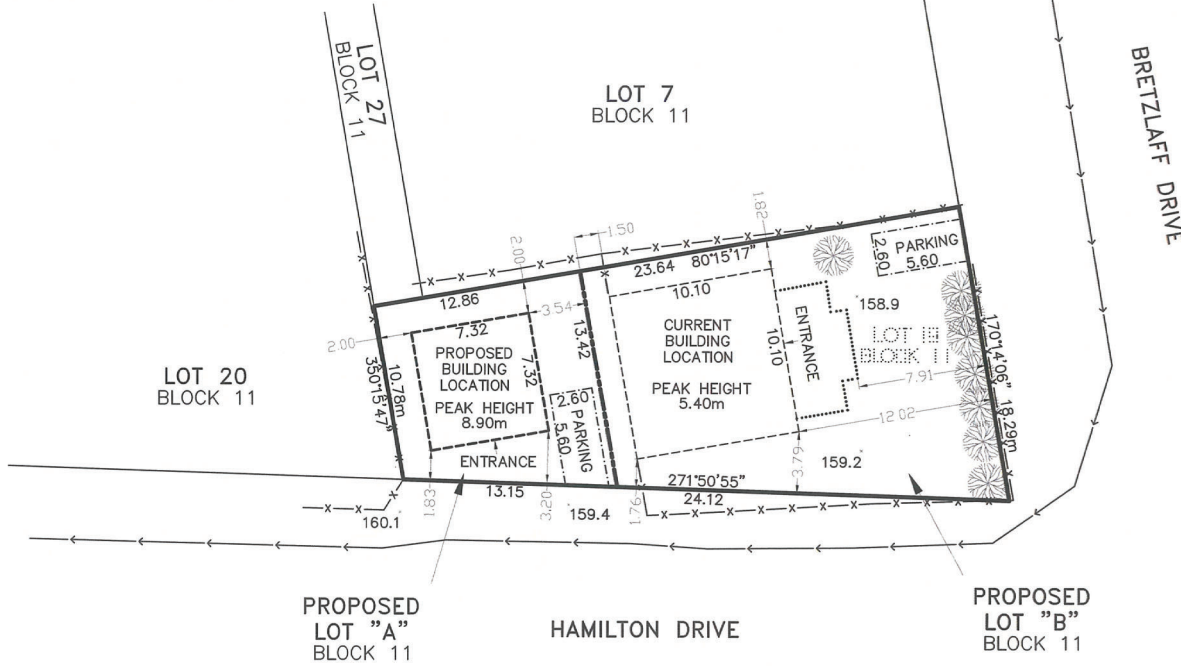 LOT 27
BLOCK 11
LOT 7
BLOCK 11
BRETZLAFF DRIVE
1.82
1.50
2.00
PARKING
2.60
5.60
23.64 80°15'17"
12.86
3.54
10.10
158.9
ENTRANCE
7.32
PROPOSED
BUILDING
LOCATION
7.32
13.42
CURRENT
BUILDING
LOCATION
10.10
BLOCK 11
2.00
10.78m
350°15'47"
LOT 20
BLOCK 11
PEAK HEIGHT
8.90m
2.60
5.60
PARKING
PEAK HEIGHT
5.40m
7.91
170°14'06" 18.29m
12.02
ENTRANCE
3.79
159.2
271°50'55"
13.15
24.12
1.83
3.20
1.76
160.1
159.4
PROPOSED
LOT "A"
BLOCK 11
HAMILTON DRIVE
PROPOSED
LOT "B"
BLOCK 11